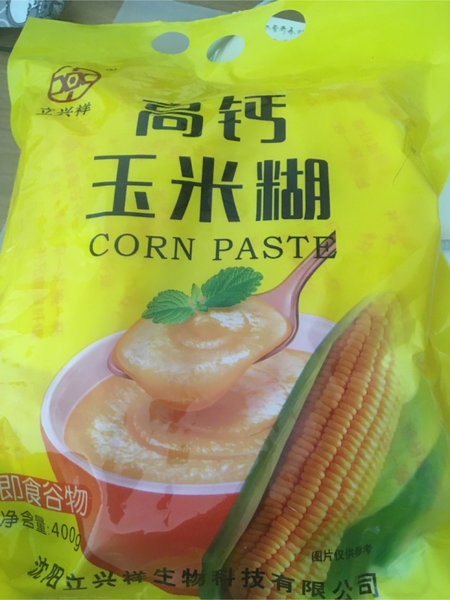 立兴祥
高钙
玉米糊
CORN PASTE
即食谷物
净含量:400g
图片仅供参考
沈阳立兴祥生物科技有限公司